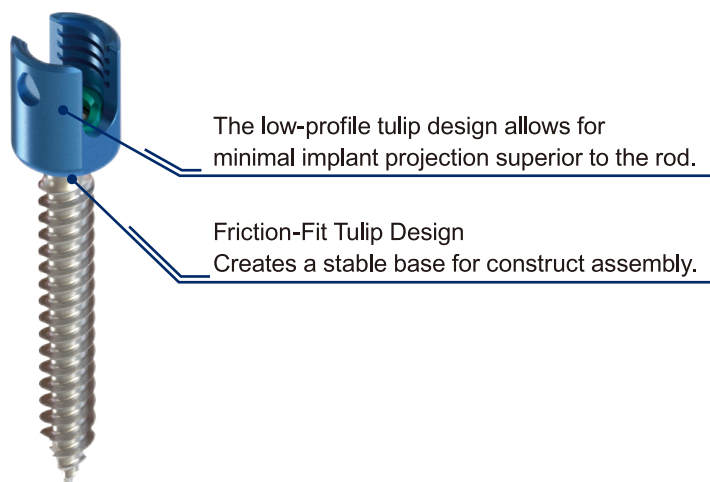 The low-profile tulip design allows for
minimal implant projection superior to the rod.
Friction-Fit Tulip Design
Creates a stable base for construct assembly.